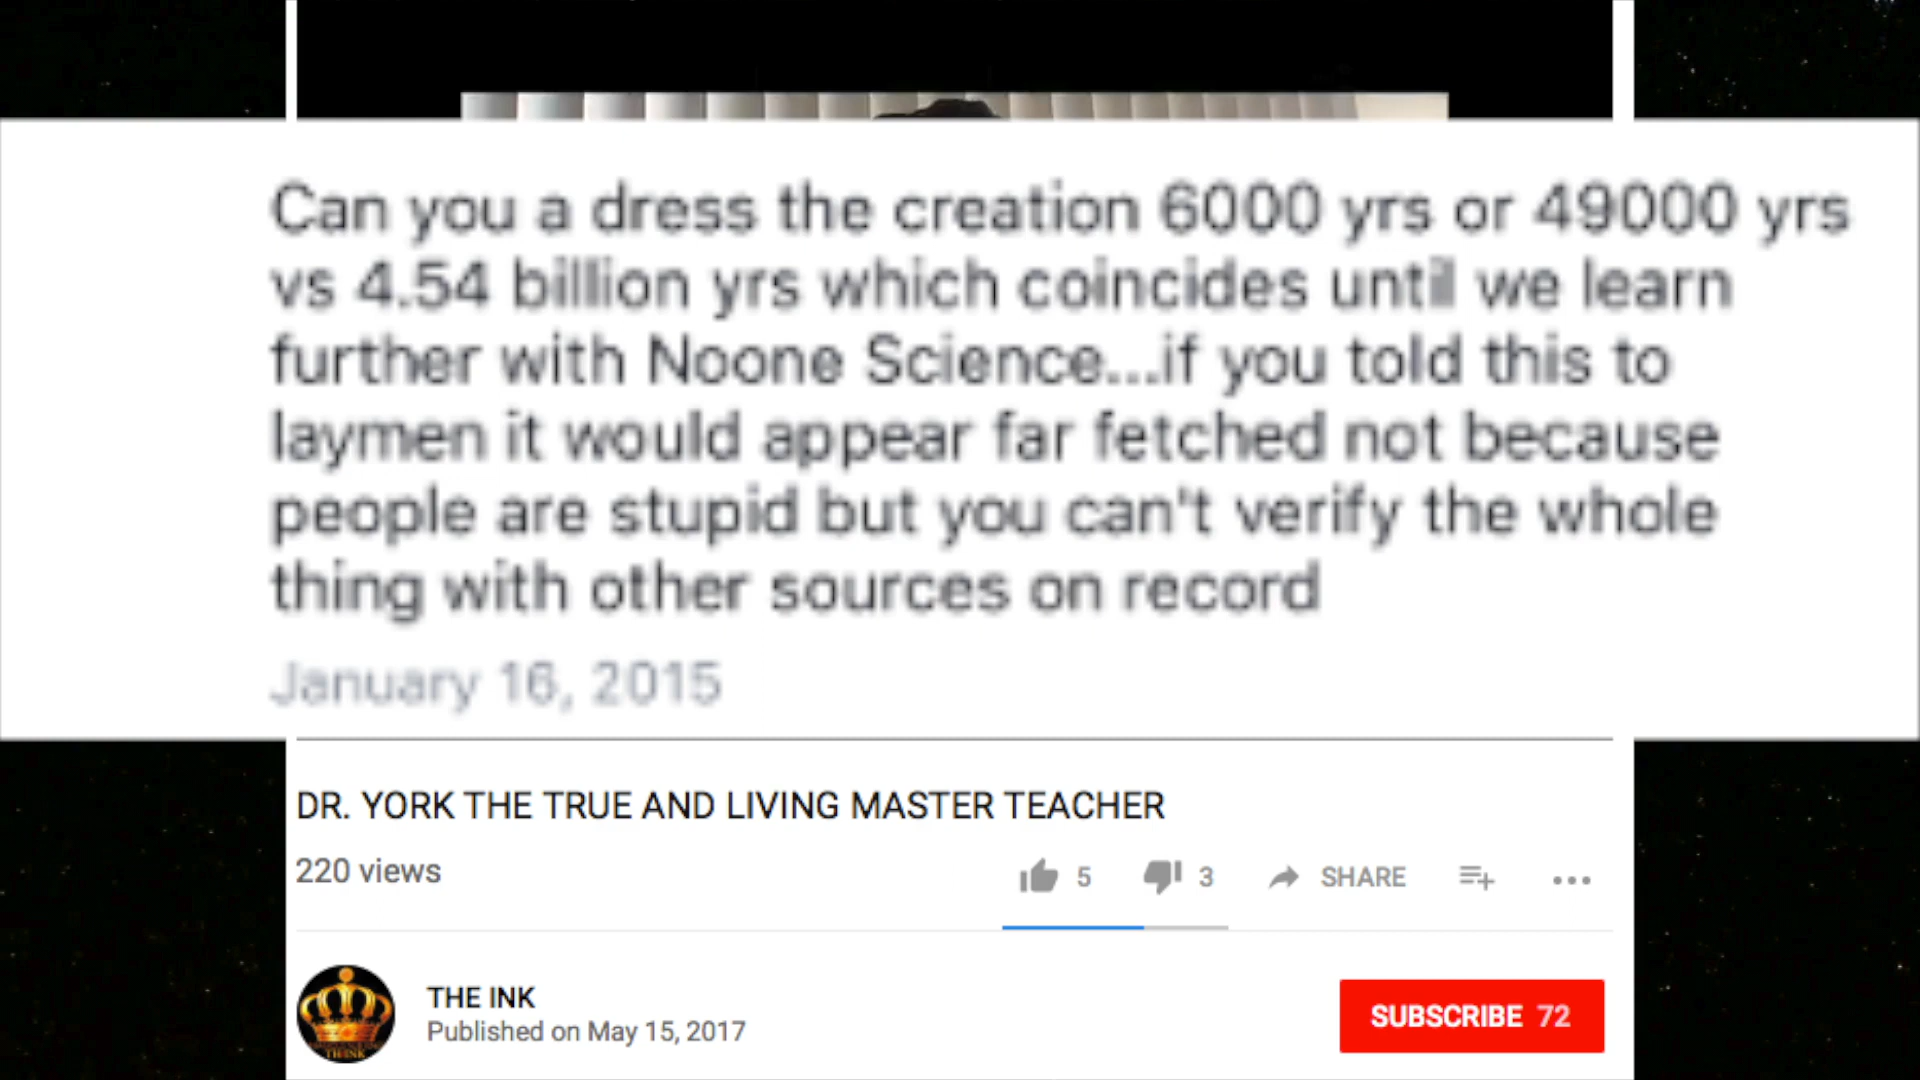 Can you a dress the creation 6000 yrs or 49000 yrs
vs 4.54 billion yrs which coincides until we learn
further with Noone Science...if you told this to
laymen it would appear far fetched not because
people are stupid but you can't verify the whole
thing with other sources on record
January 16, 2015
DR. YORK THE TRUE AND LIVING MASTER TEACHER
220 views
5
3
SHARE
THE INK
Published on May 15, 2017
SUBSCRIBE 72